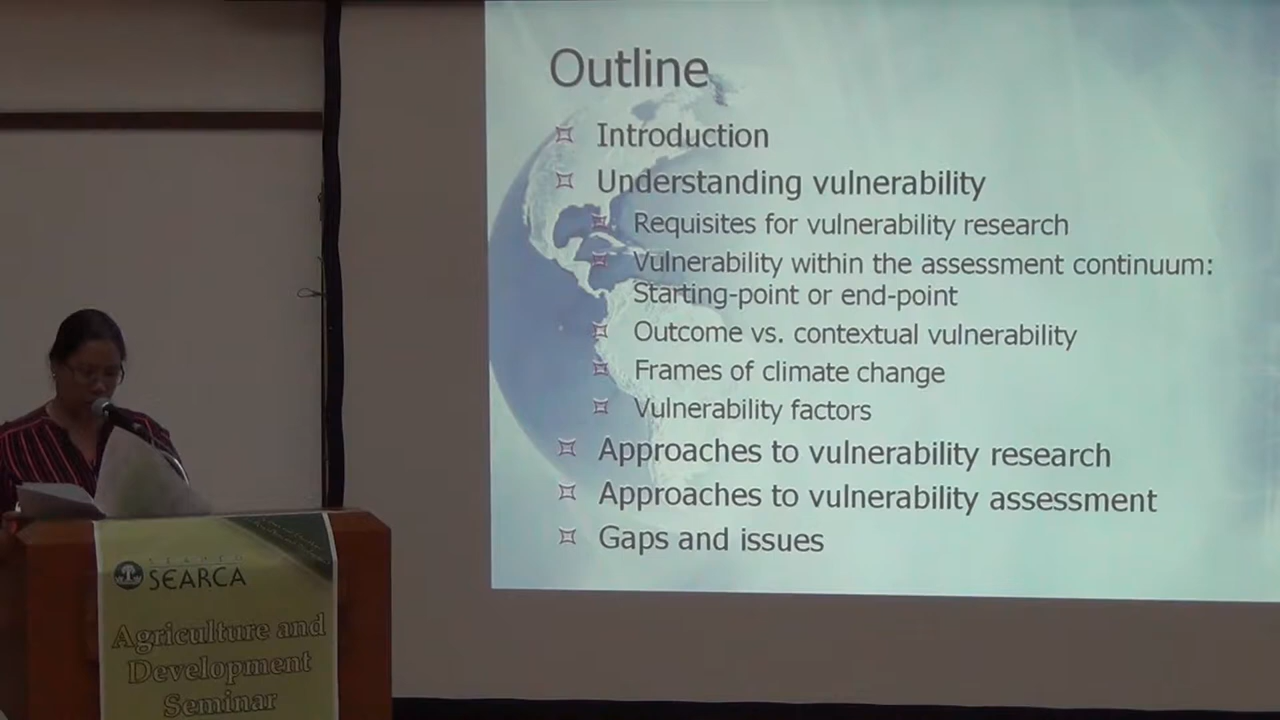 Outline
Introduction
Understanding vulnerability
Requisites for vulnerability research
Vulnerability within the assessment continuum:
Starting-point or end-point
Outcome vs. contextual vulnerability
Frames of climate change
Vulnerability factors
Approaches to vulnerability research
Approaches to vulnerability assessment
Gaps and issues
SEARCA
Agriculture and
Development
Seminar